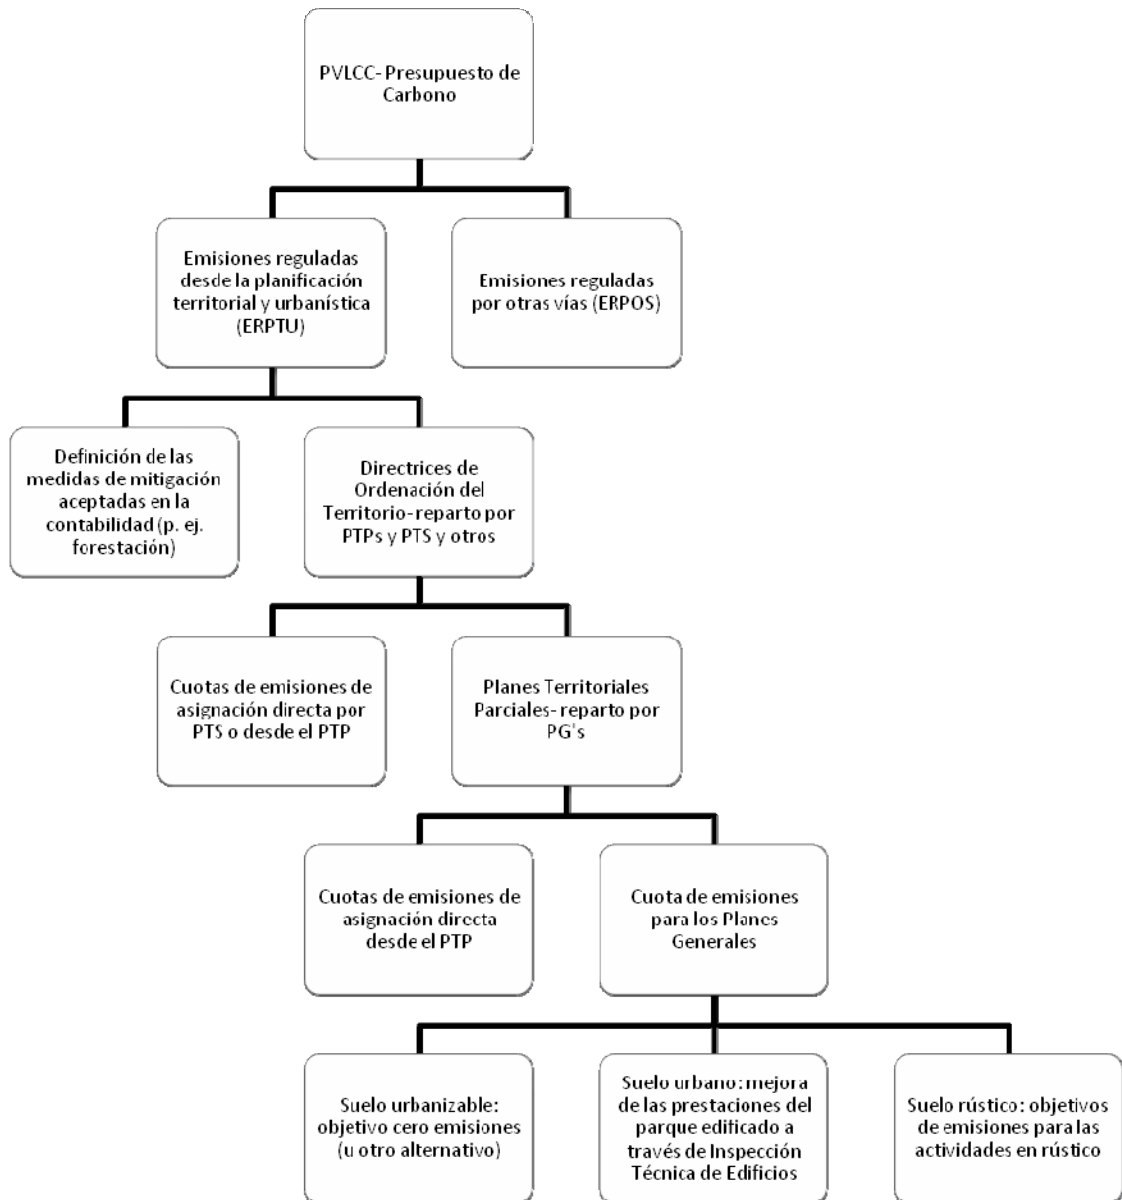 PVLCC- Presupuesto de
Carbono
Emisiones reguladas
desde la planificación
territorial y urbanística
(ERPTU)
Emisiones reguladas
por otras vías (ERPOS)
Definición de las
medidas de mitigación
aceptadas en la
contabilidad (p. ej.
forestación)
Directrices de
Ordenación del
Territorio-reparto por
PTPs y PTS y otros
Cuotas de emisiones de
asignación directa por
PTS o desde el PTP
Planes Territoriales
Parciales- reparto por
PG's
Cuotas de emisiones de
asignación directa
desde el PTP
Cuota de emisiones
para los Planes
Generales
Suelo urbanizable:
objetivo cero emisiones
(u otro alternativo)
Suelo urbano: mejora
de las prestaciones del
parque edificado a
través de Inspección
Técnica de Edificios
Suelo rústico: objetivos
de emisiones para las
actividades en rústico